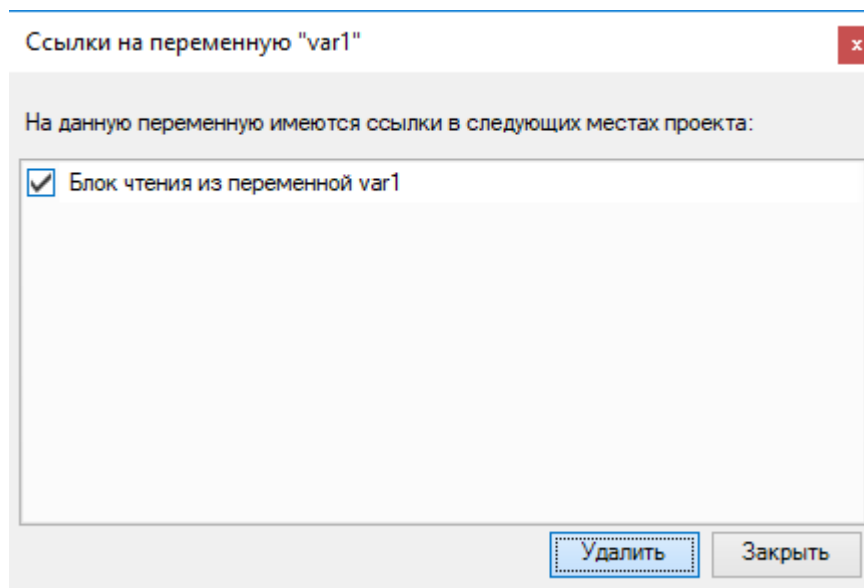 Ссылки на переменную "var1"
x
На данную переменную имеются ссылки в следующих местах проекта:
Блок чтения из переменной var1
Удалить Закрыть